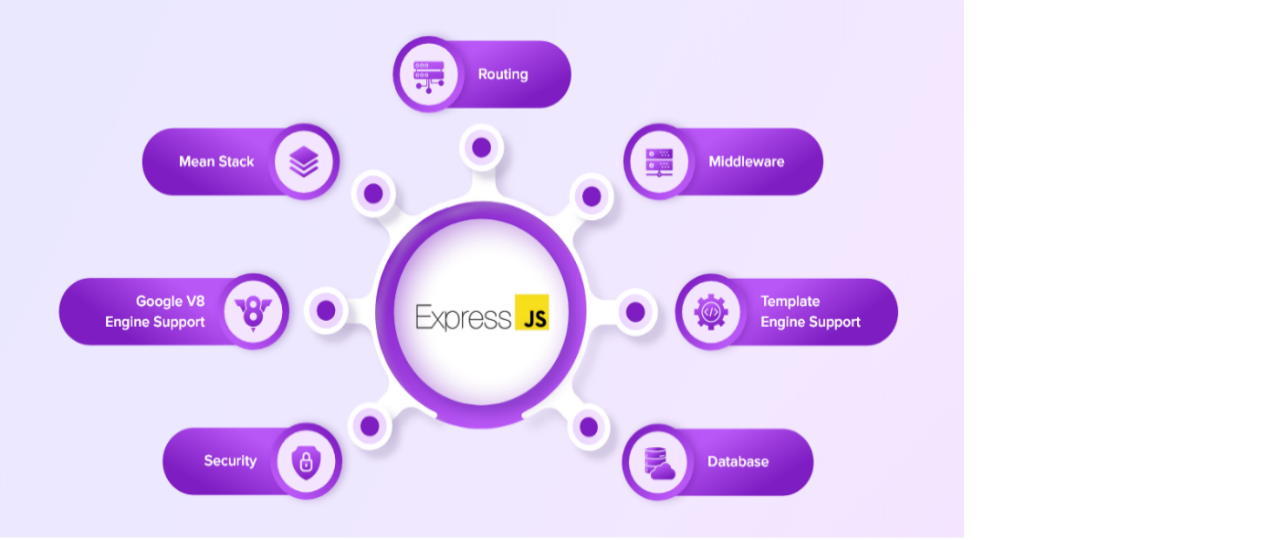 Routing
Mean Stack
Middleware
Google V8
Engine Support
Express JS
Template
Engine Support
Security
Database